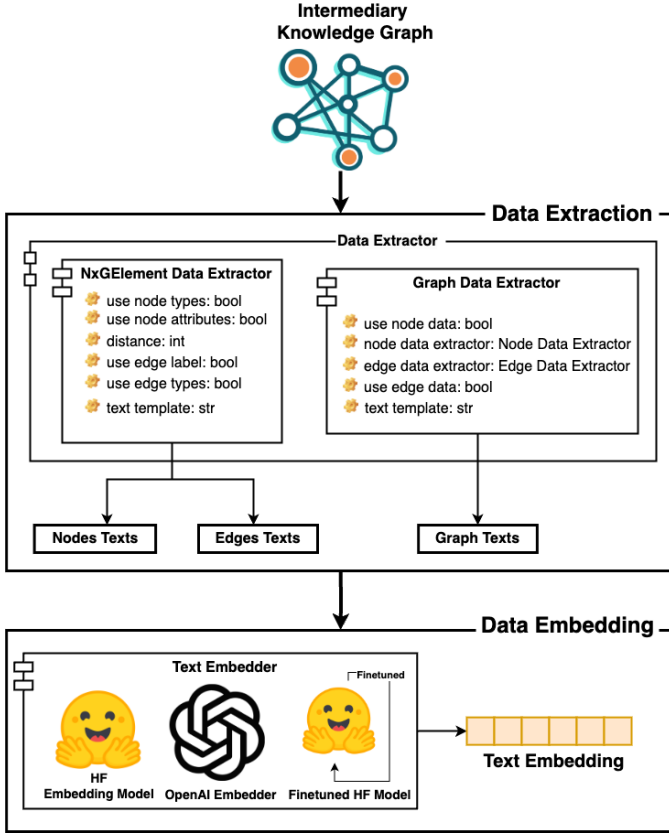 Intermediary
Knowledge Graph
Data Extraction
Data Extractor
NxGElement Data Extractor
use node types: bool
use node attributes: bool
distance: int
use edge label: bool
use edge types: bool
text template: str
Graph Data Extractor
use node data: bool
node data extractor: Node Data Extractor
edge data extractor: Edge Data Extractor
use edge data: bool
text template: str
Nodes Texts
Edges Texts
Graph Texts
Data Embedding
Text Embedder
Finetuned
HF
Embedding Model
OpenAI Embedder
Finetuned HF Model
Text Embedding